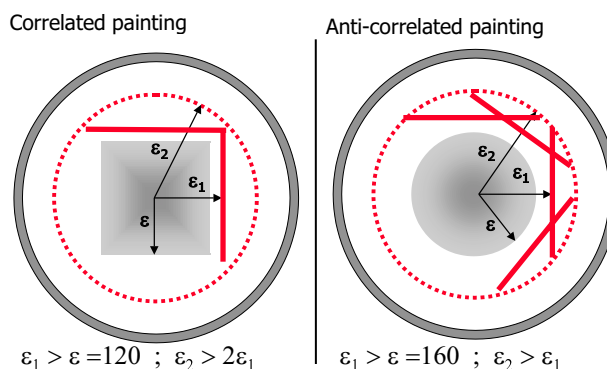 Correlated painting
ε₂
ε₁
ε
ε₁ > ε =120 ; ε₂ > 2ε₁
Anti-correlated painting
ε₂
ε₁
ε
ε₁ > ε =160 ; ε₂ > ε₁